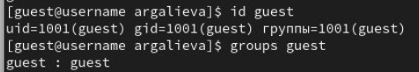 [guest@username argalieva]$ id guest
uid=1001(guest) gid=1001(guest) группы=1001(guest)
[guest@username argalieva]$ groups guest
guest : guest